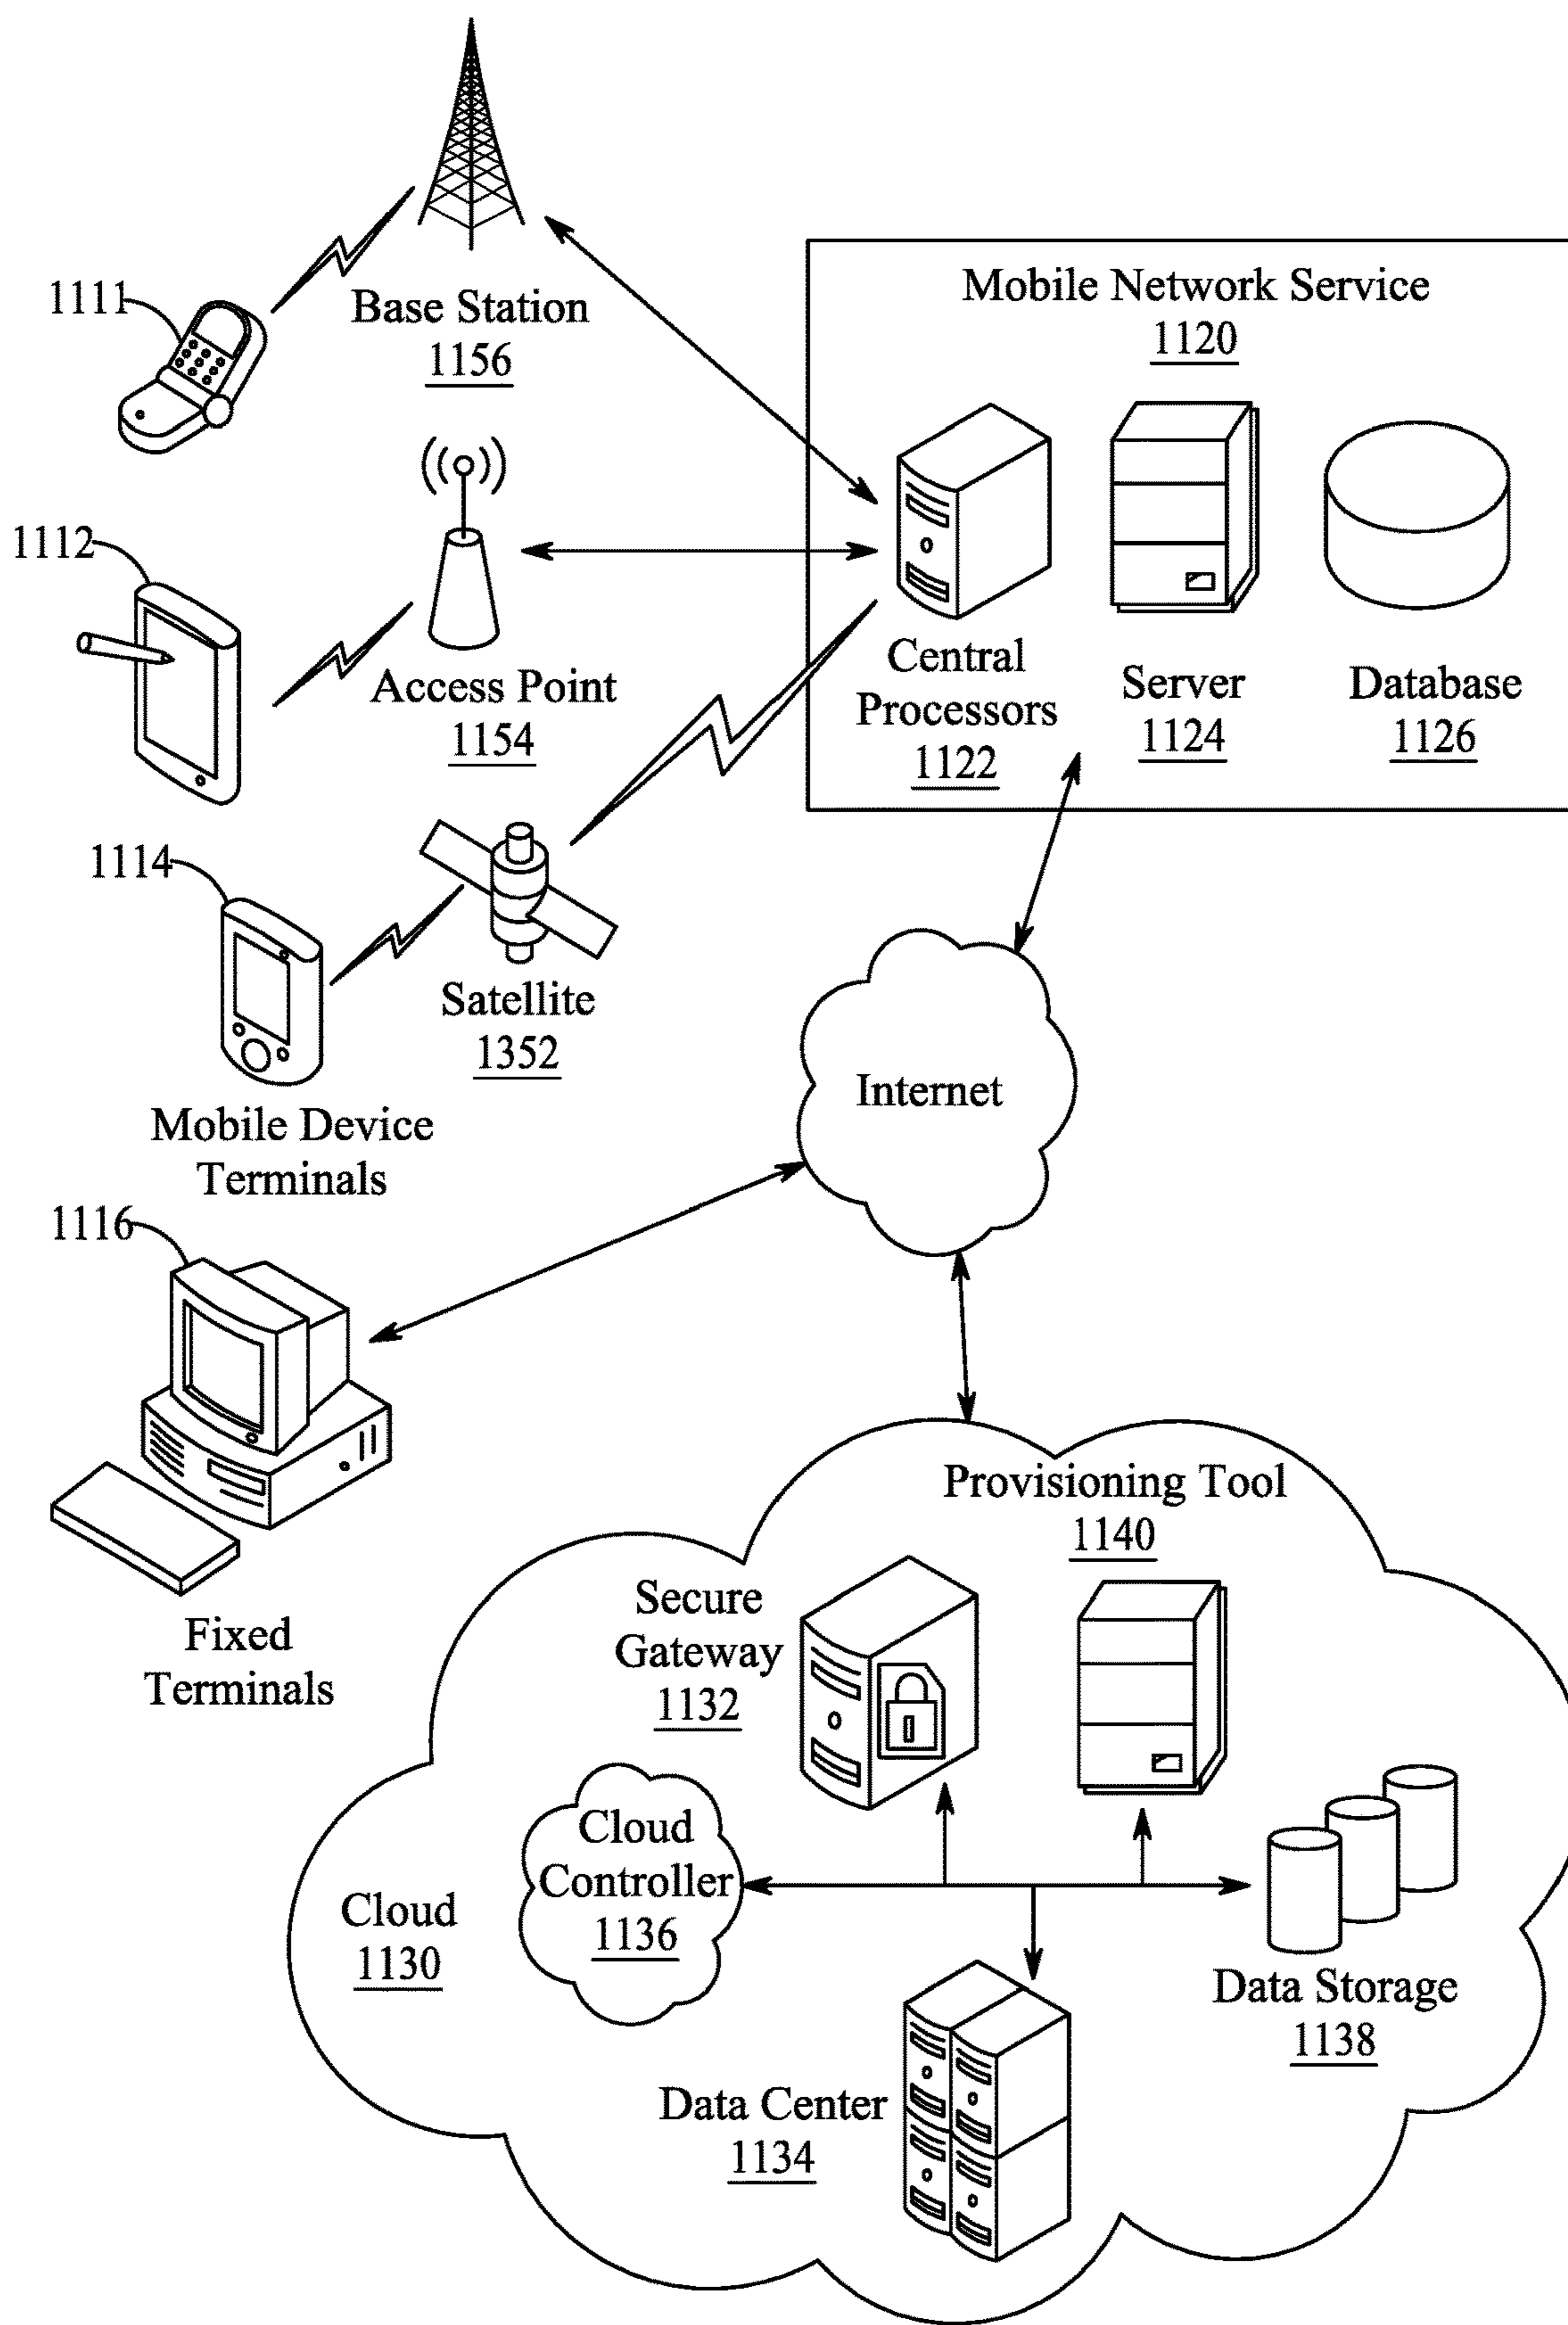 1111
Base Station
1156
Mobile Network Service
1120
1112
Access Point
1154
Central
Processors
1122
Server
1124
Database
1126
1114
Satellite
1352
Mobile Device
Terminals
Internet
1116
Fixed
Terminals
Provisioning Tool
1140
Secure
Gateway
1132
Cloud
Controller
1136
Cloud
1130
Data Storage
1138
Data Center
1134